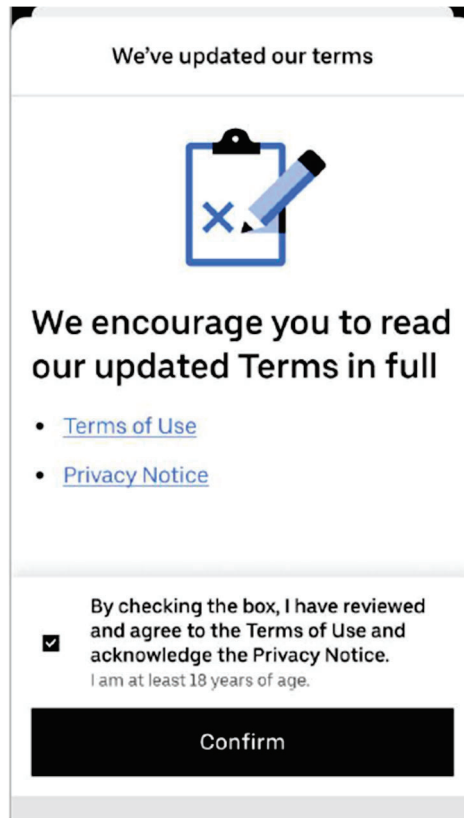 We’ve updated our terms
We encourage you to read
our updated Terms in full
• Terms of Use
• Privacy Notice
By checking the box, I have reviewed
and agree to the Terms of Use and
acknowledge the Privacy Notice.
I am at least 18 years of age.
Confirm